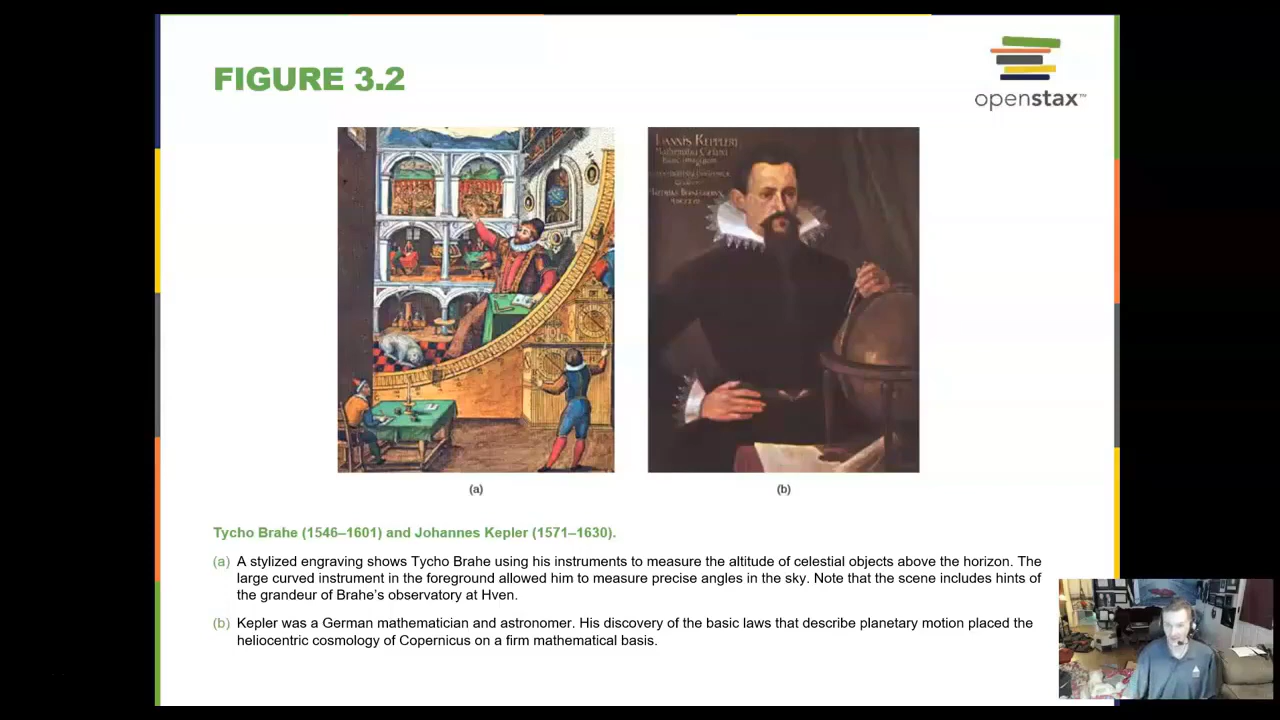 FIGURE 3.2
openstax™
IOANNIS KEPPLERI
(a)
(b)
Tycho Brahe (1546–1601) and Johannes Kepler (1571–1630).
(a) A stylized engraving shows Tycho Brahe using his instruments to measure the altitude of celestial objects above the horizon. The
large curved instrument in the foreground allowed him to measure precise angles in the sky. Note that the scene includes hints of
the grandeur of Brahe’s observatory at Hven.
(b) Kepler was a German mathematician and astronomer. His discovery of the basic laws that describe planetary motion placed the
heliocentric cosmology of Copernicus on a firm mathematical basis.